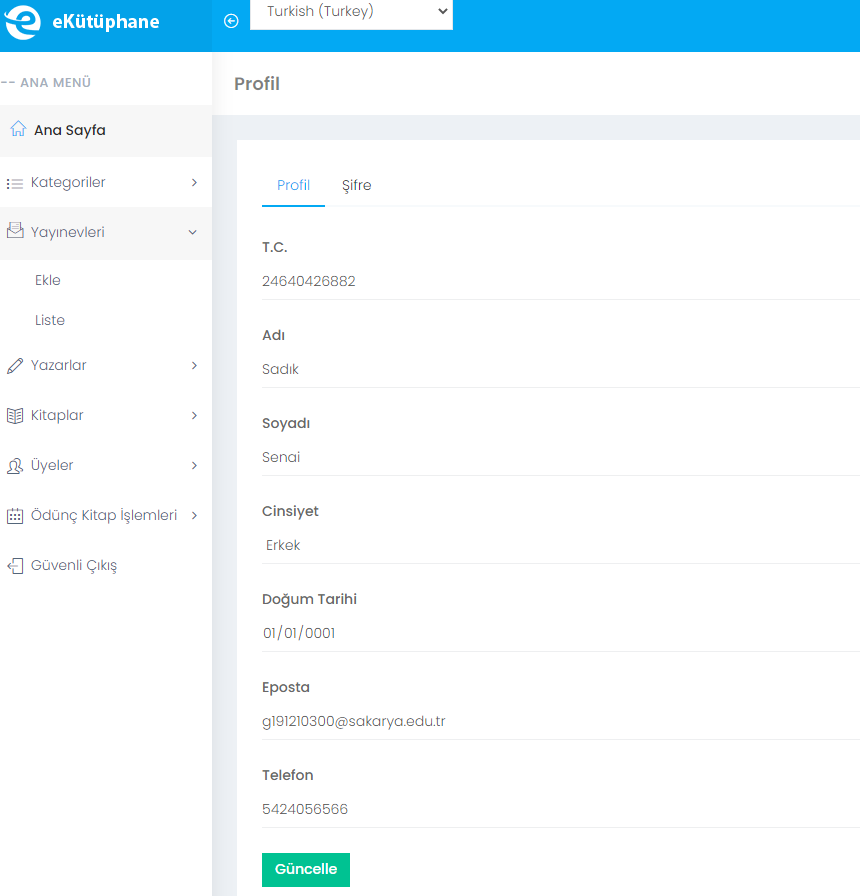 eKütüphane
Turkish (Turkey)
-- ANA MENÜ
Ana Sayfa
Kategoriler
Yayınevleri
Ekle
Liste
Yazarlar
Kitaplar
Üyeler
Ödünç Kitap İşlemleri
Güvenli Çıkış
Profil
Profil Şifre
T.C.
24640426882
Adı
Sadık
Soyadı
Senai
Cinsiyet
Erkek
Doğum Tarihi
01/01/0001
Eposta
g191210300@sakarya.edu.tr
Telefon
5424056566
Güncelle